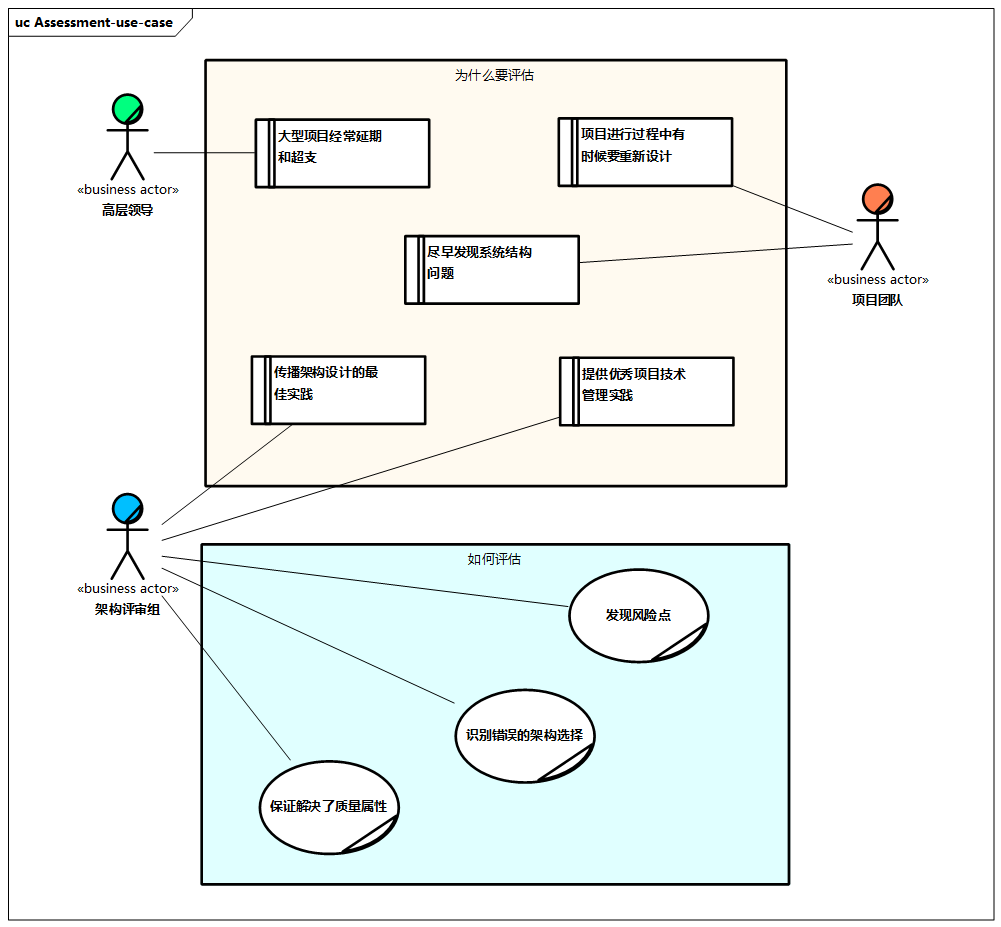 uc Assessment-use-case
为什么要评估
大型项目经常延期
和超支
项目进行过程中有
时候要重新设计
«business actor»
高层领导
尽早发现系统结构
问题
«business actor»
项目团队
传播架构设计的最
佳实践
提供优秀项目技术
管理实践
«business actor»
架构评审组
如何评估
发现风险点
识别错误的架构选择
保证解决了质量属性